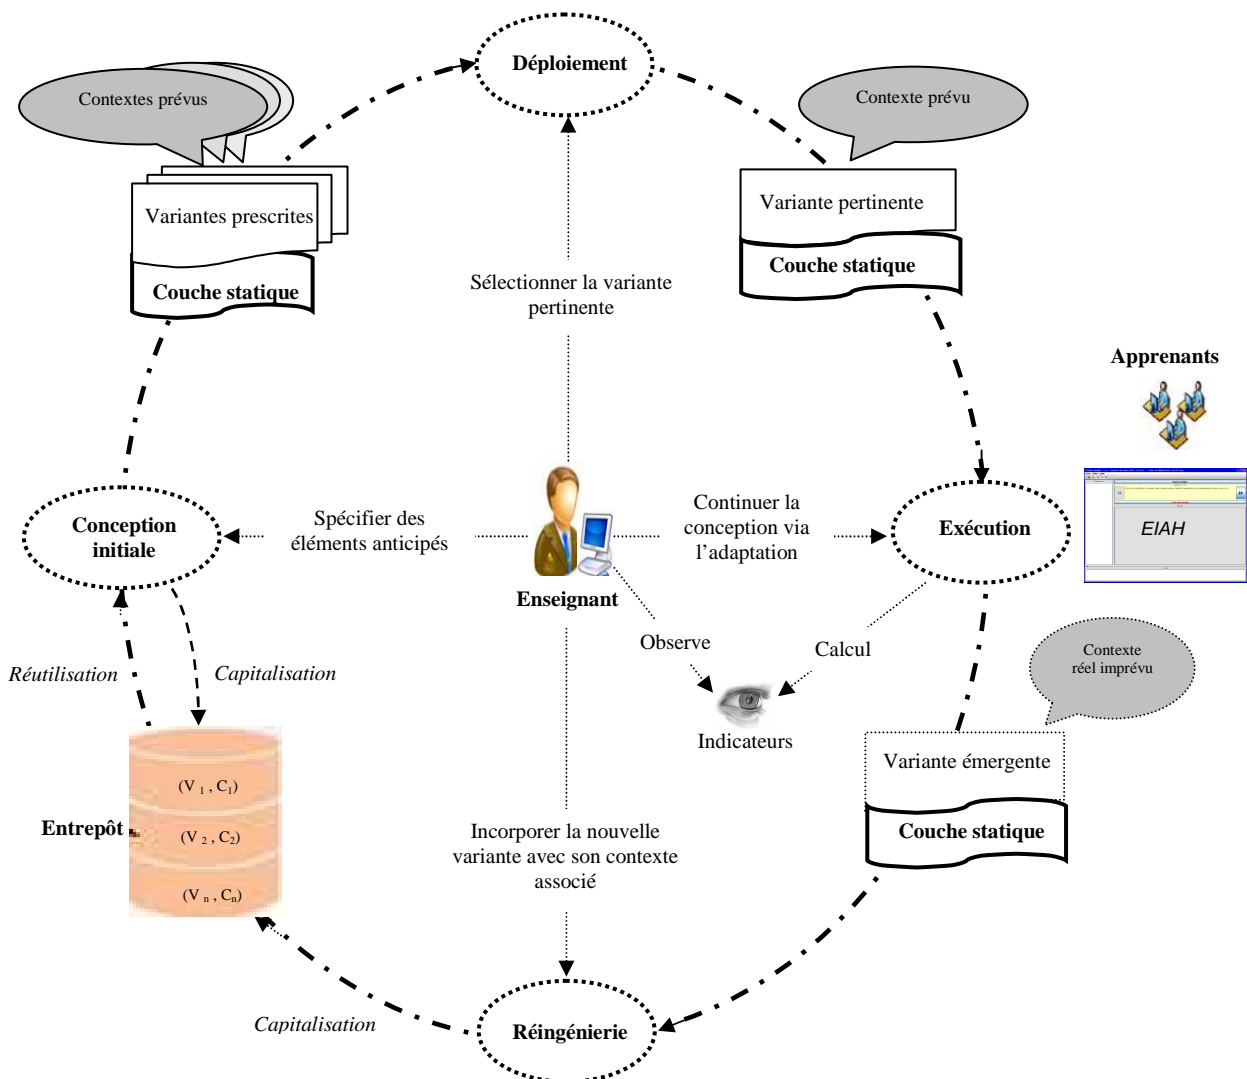 Déploiement
Contextes prévus
Contexte prévu
Variantes prescrites
Couche statique
Variante pertinente
Couche statique
Sélectionner la variante
pertinente
Apprenants
Conception
initiale
Spécifier des
éléments anticipés
Enseignant
Continuer la
conception via
l’adaptation
Exécution
EIAH
Observe
Calcul
Indicateurs
Contexte
réel imprévu
Réutilisation
Capitalisation
Variante émergente
Couche statique
Entrepôt
(V 1 , C1)
(V 2 , C2)
(V n , Cn)
Incorporer la nouvelle
variante avec son contexte
associé
Capitalisation
Réingénierie